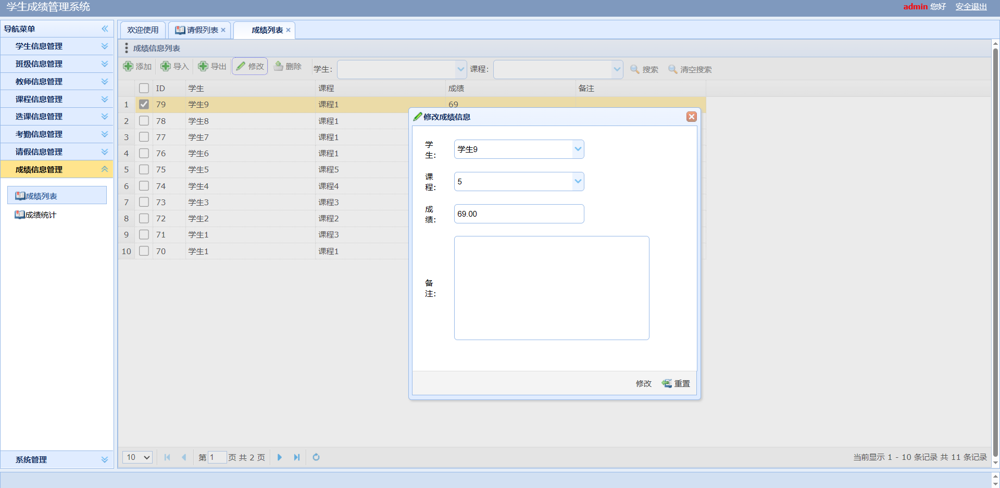 学生成绩管理系统
admin 您好 安全退出
导航菜单
学生信息管理
班级信息管理
教师信息管理
课程信息管理
选课信息管理
考勤信息管理
请假信息管理
成绩信息管理
成绩列表
成绩统计
系统管理
欢迎使用 请假列表 成绩列表
成绩信息列表
添加 导入 导出 修改 删除 学生: 课程: 搜索 清空搜索
ID 学生 课程 成绩 备注
1 79 学生9 课程1 69
2 78 学生8 课程1
3 77 学生7 课程1
4 76 学生6 课程1
5 75 学生5 课程5
6 74 学生4 课程4
7 73 学生3 课程3
8 72 学生2 课程2
9 71 学生1 课程3
10 70 学生1 课程1
修改成绩信息
学生: 学生9
课程: 5
成绩: 69.00
备注:
修改 重置
10 第 1 页 共 2 页
当前显示 1 - 10 条记录 共 11 条记录